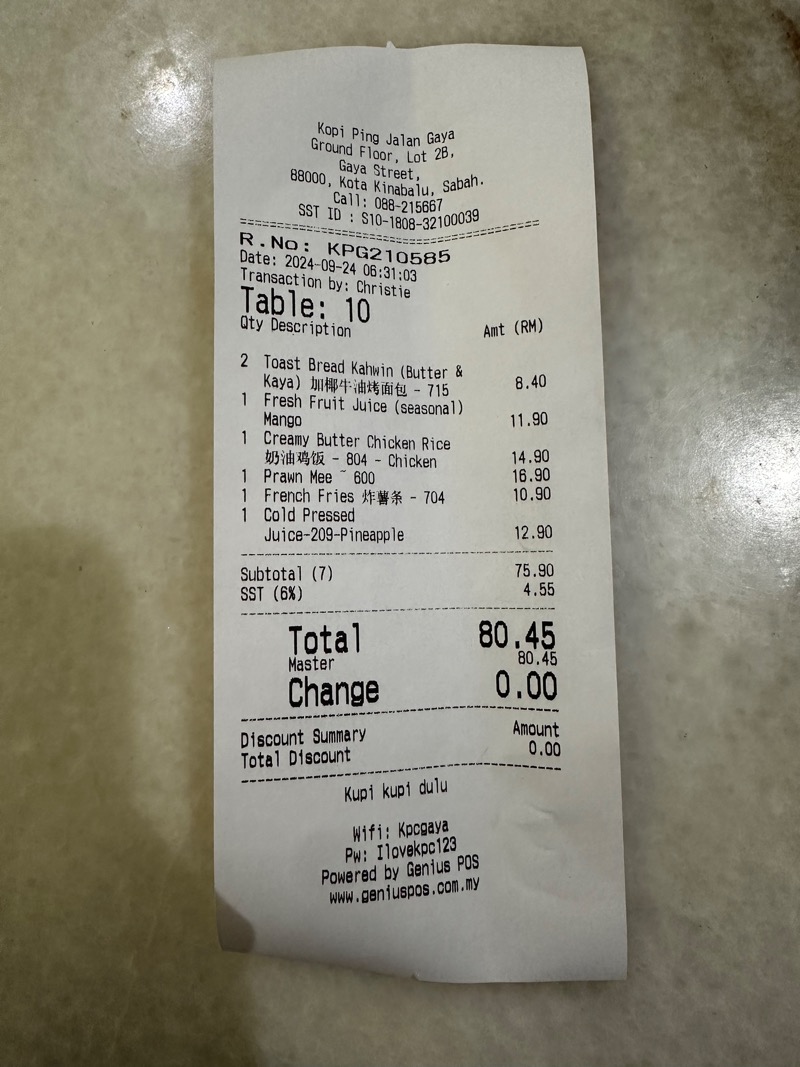 Kopi Ping Jalan Gaya
Ground Floor, Lot 2B,
Gaya Street,
88000, Kota Kinabalu, Sabah.
Call: 088-215667
SST ID : S10-1808-32100039
R.No: KPG210585
Date: 2024-09-24 06:31:03
Transaction by: Christie
Table: 10
Qty Description Amt (RM)
2 Toast Bread Kahwin (Butter &
Kaya) 加椰牛油烤面包 - 715 8.40
1 Fresh Fruit Juice (seasonal)
Mango 11.90
1 Creamy Butter Chicken Rice
奶油鸡饭 - 804 - Chicken 14.90
1 Prawn Mee ~ 600 16.90
1 French Fries 炸薯条 - 704 10.90
1 Cold Pressed
Juice-209-Pineapple 12.90
Subtotal (7) 75.90
SST (6%) 4.55
Total 80.45
Master 80.45
Change 0.00
Discount Summary Amount
Total Discount 0.00
Kupi kupi dulu
Wifi: Kpcgaya
Pw: Ilovekpc123
Powered by Genius POS
www.geniuspos.com.my